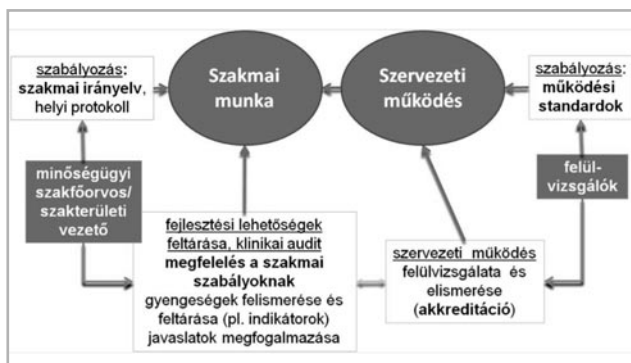 szabályozás:
szakmai irányelv,
helyi protokoll
Szakmai
munka
Szervezeti
működés
szabályozás:
működési
standardok
minőségügyi
szakfőorvos/
szakterületi
vezető
felül-
vizsgálók
fejlesztési lehetőségek
feltárása, klinikai audit
megfelelés a szakmai
szabályoknak
gyengeségek felismerése és
feltárása (pl. indikátorok)
javaslatok megfogalmazása
szervezeti működés
felülvizsgálata és
elismerése
(akkreditáció)